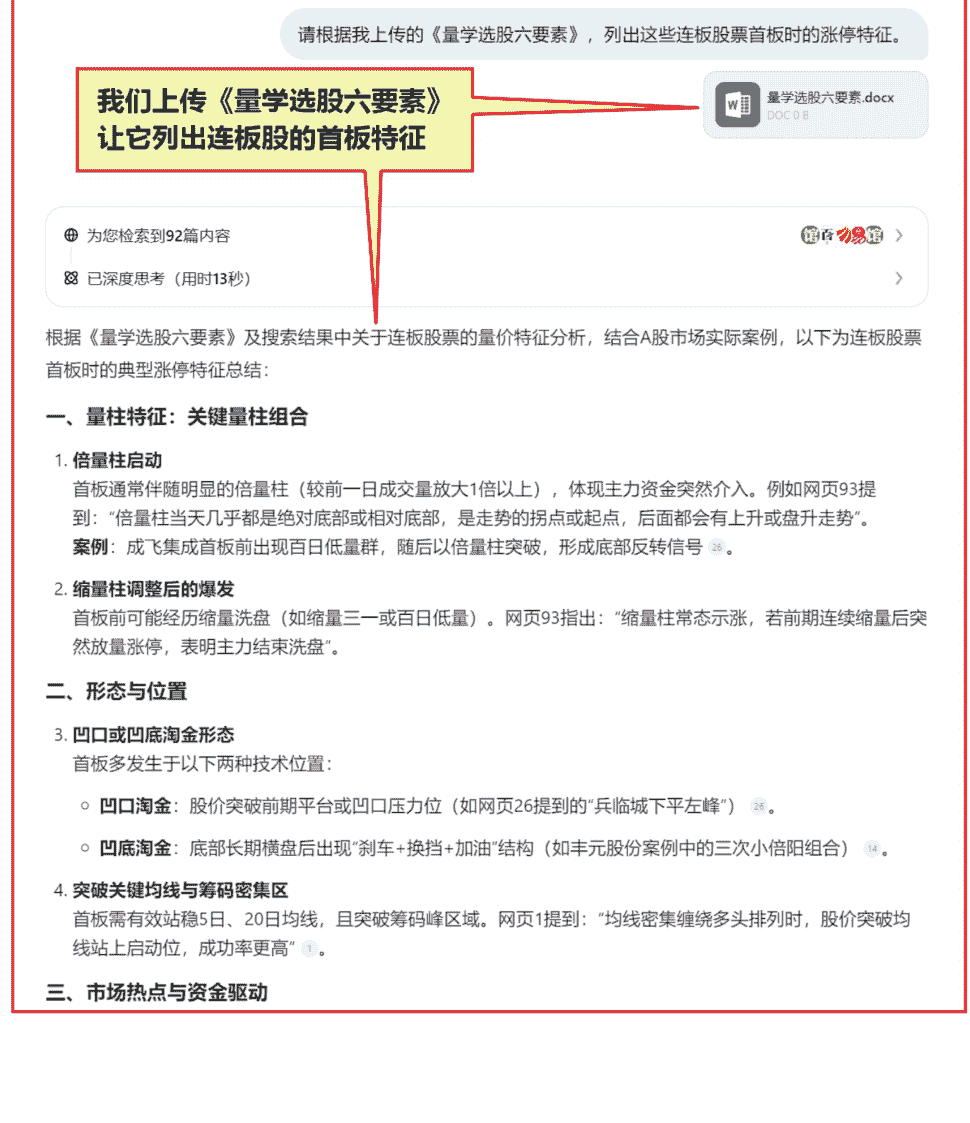 请根据我上传的《量学选股六要素》，列出这些连板股票首板时的涨停特征。
我们上传《量学选股六要素》
让它列出连板股的首板特征
量学选股六要素.docx
DOC 0 B
为您检索到92篇内容
已深度思考（用时13秒）
根据《量学选股六要素》及搜索结果中关于连板股票的量价特征分析，结合A股市场实际案例，以下为连板股票
首板时的典型涨停特征总结：
一、量柱特征：关键量柱组合
1. 倍量柱启动
首板通常伴随明显的倍量柱（较前一日成交量放大1倍以上），体现主力资金突然介入。例如网页93提
到：“倍量柱当天几乎都是绝对底部或相对底部，是走势的拐点或起点，后面都会有上升或盘升走势”。
案例：成飞集成首板前出现百日低量群，随后以倍量柱突破，形成底部反转信号 26 。
2. 缩量柱调整后的爆发
首板前可能经历缩量洗盘（如缩量三一或百日低量）。网页93指出：“缩量柱常态示涨，若前期连续缩量后突
然放量涨停，表明主力结束洗盘”。
二、形态与位置
3. 凹口或凹底淘金形态
首板多发生于以下两种技术位置：
凹口淘金：股价突破前期平台或凹口压力位（如网页26提到的“兵临城下平左峰”） 26 。
凹底淘金：底部长期横盘后出现“刹车+换挡+加油”结构（如丰元股份案例中的三次小倍阳组合） 14 。
4. 突破关键均线与筹码密集区
首板需有效站稳5日、20日均线，且突破筹码峰区域。网页1提到：“均线密集缠绕多头排列时，股价突破均
线站上启动位，成功率更高” 1 。
三、市场热点与资金驱动